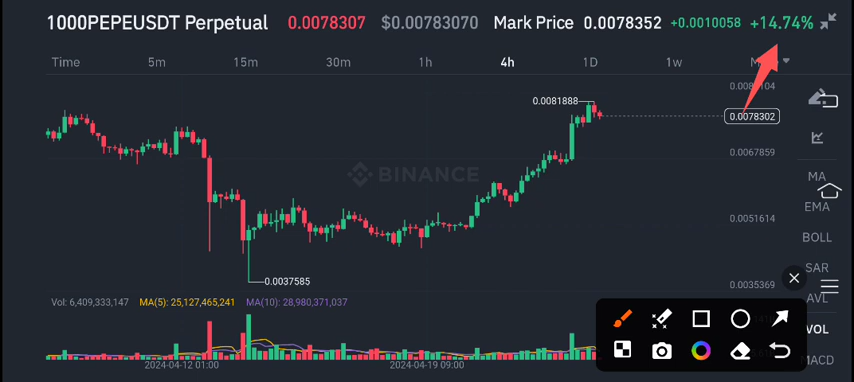 1000PEPEUSDT Perpetual 0.0078307 $0.00783070 Mark Price 0.0078352 +0.0010058 +14.74%
Time 5m 15m 30m 1h 4h 1D 1w
0.0081888
0.0078302
0.0067859
MA
BINANCE
EMA
0.0051614
BOLL
SAR
0.0037585
0.0035369
AVL
Vol: 6,409,333,147 MA(5): 25,127,465,241 MA(10): 28,980,371,037
VOL
MACD
2024-04-12 01:00 2024-04-19 09:00